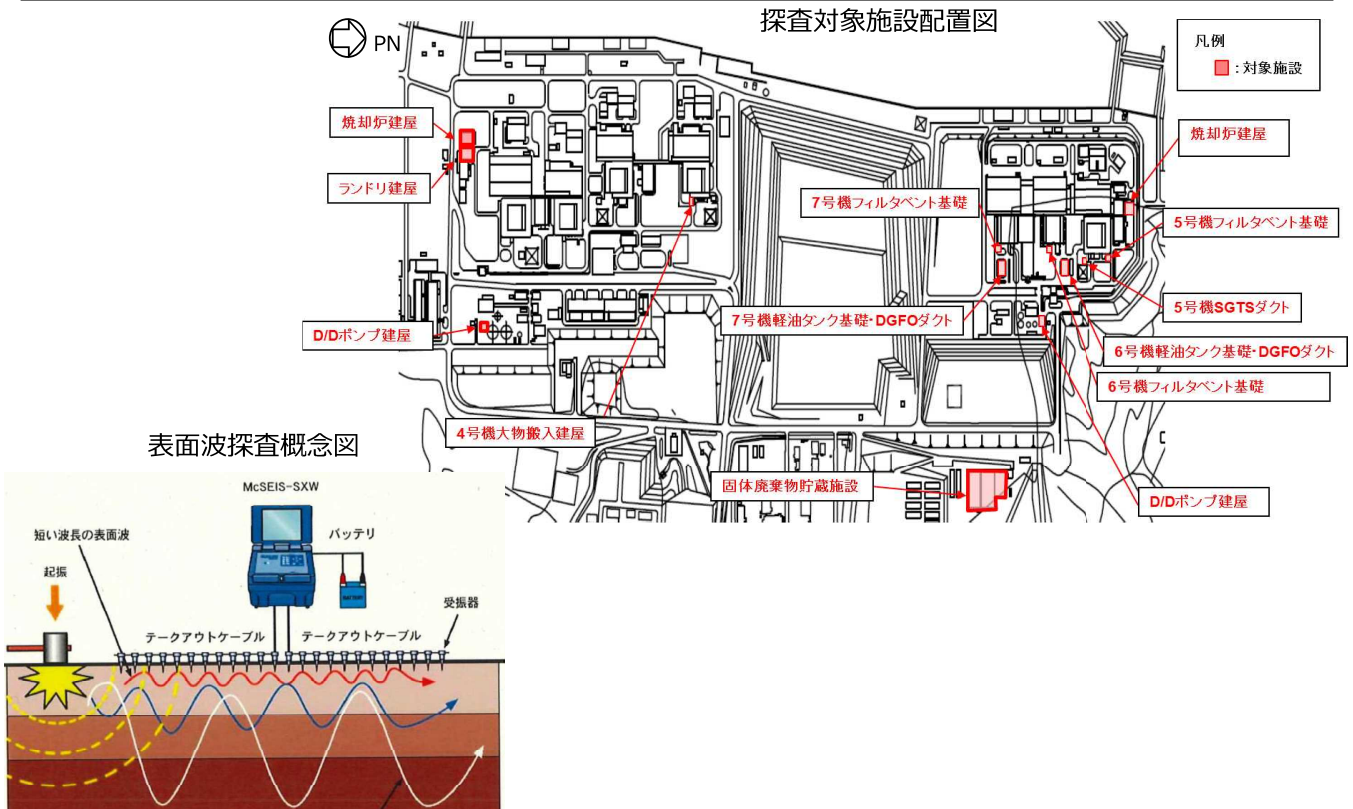 探査対象施設配置図
PN
凡例
:対象施設
焼却炉建屋
ランドリ建屋
焼却炉建屋
7号機フィルタベント基礎
5号機フィルタベント基礎
5号機SGTSダクト
D/Dポンプ建屋
7号機軽油タンク基礎・DGFOダクト
6号機軽油タンク基礎・DGFOダクト
6号機フィルタベント基礎
4号機大物搬入建屋
固体廃棄物貯蔵施設
D/Dポンプ建屋
表面波探査概念図
McSEIS-SXW
短い波長の表面波
バッテリ
起振
受振器
テークアウトケーブル
テークアウトケーブル
BATTERY